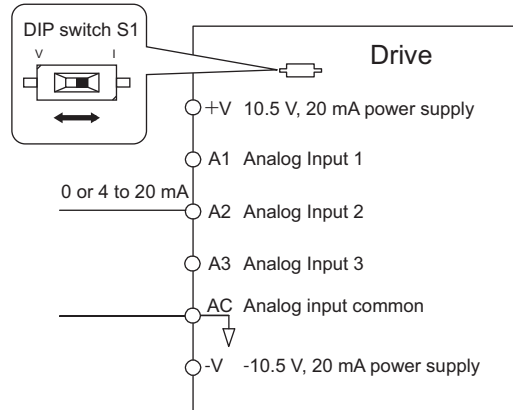 DIP switch S1
V I
Drive
+V 10.5 V, 20 mA power supply
A1 Analog Input 1
0 or 4 to 20 mA
A2 Analog Input 2
A3 Analog Input 3
AC Analog input common
-V -10.5 V, 20 mA power supply